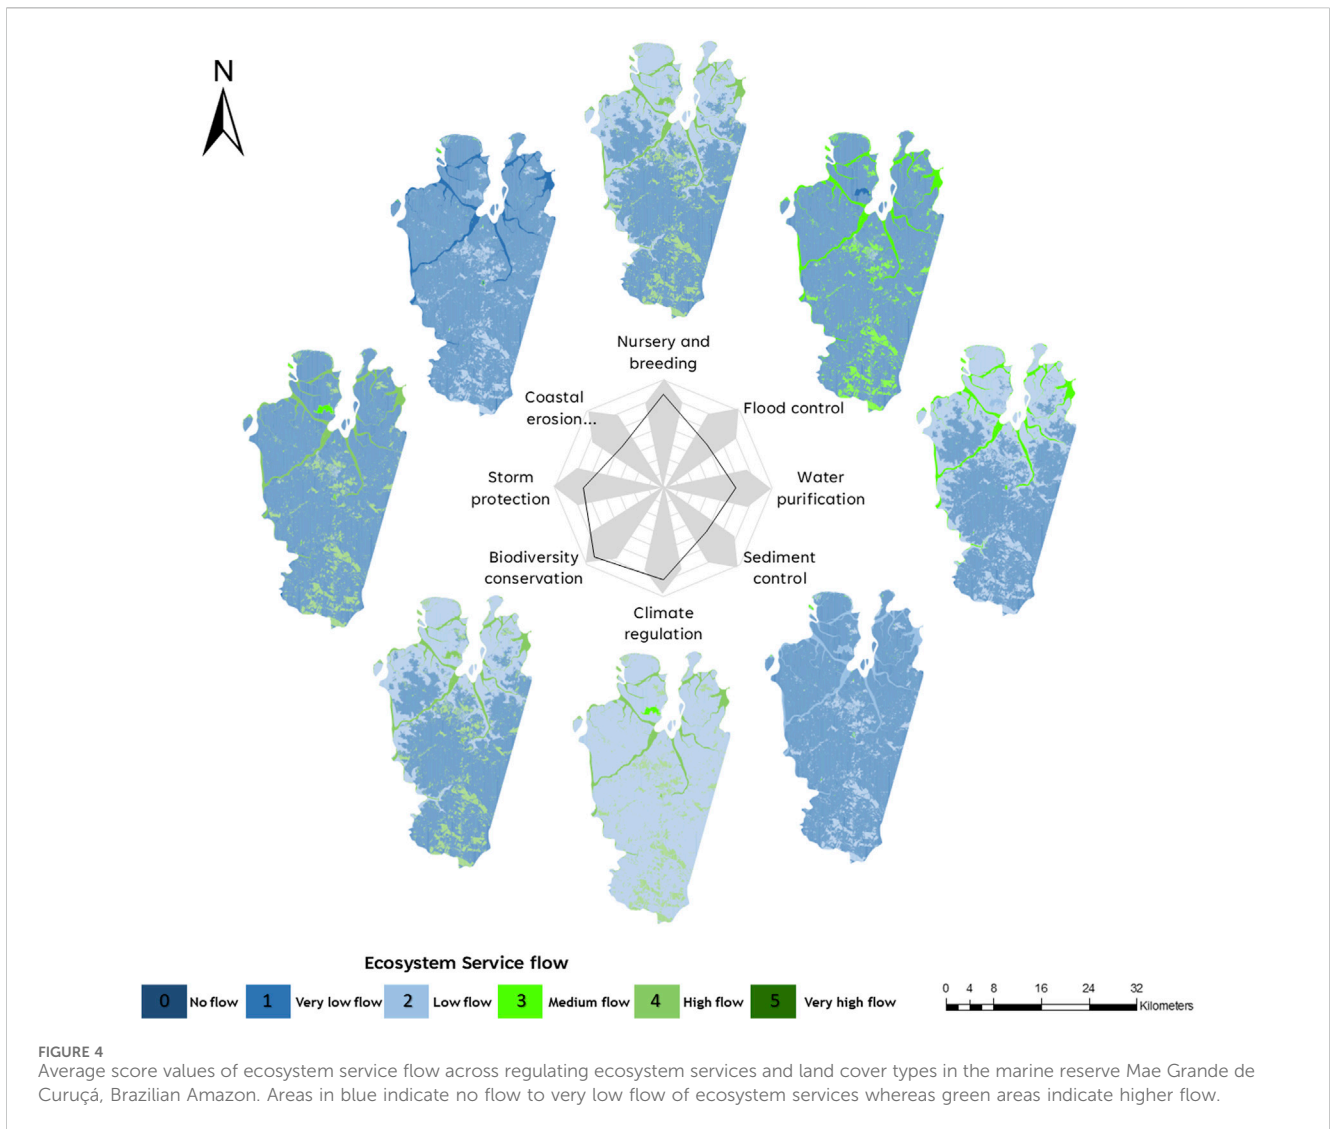 N
Nursery and
breeding
Coastal
erosion...
Flood control
Storm
protection
Water
purification
Biodiversity
conservation
Sediment
control
Climate
regulation
Ecosystem Service flow
0 No flow 1 Very low flow 2 Low flow 3 Medium flow 4 High flow 5 Very high flow
0 4 8 16 24 32
Kilometers
FIGURE 4
Average score values of ecosystem service flow across regulating ecosystem services and land cover types in the marine reserve Mae Grande de
Curuçá, Brazilian Amazon. Areas in blue indicate no flow to very low flow of ecosystem services whereas green areas indicate higher flow.